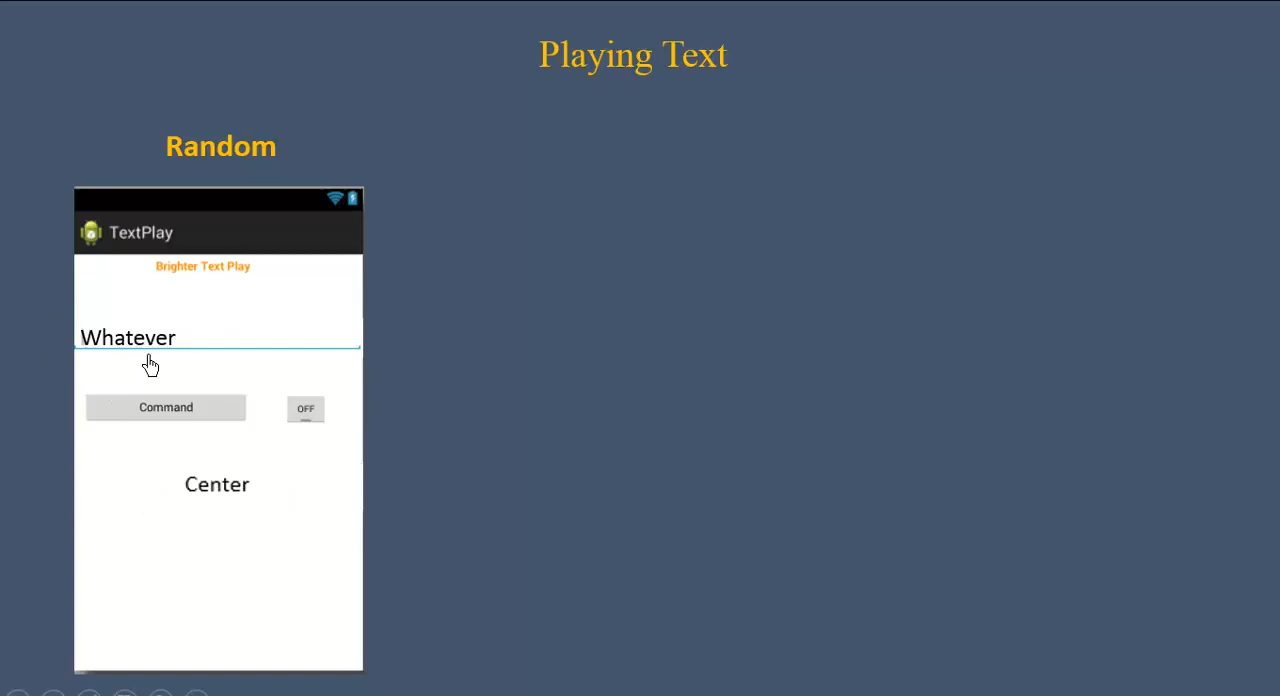 Playing Text
Random
TextPlay
Brighter Text Play
Whatever
Command
OFF
Center